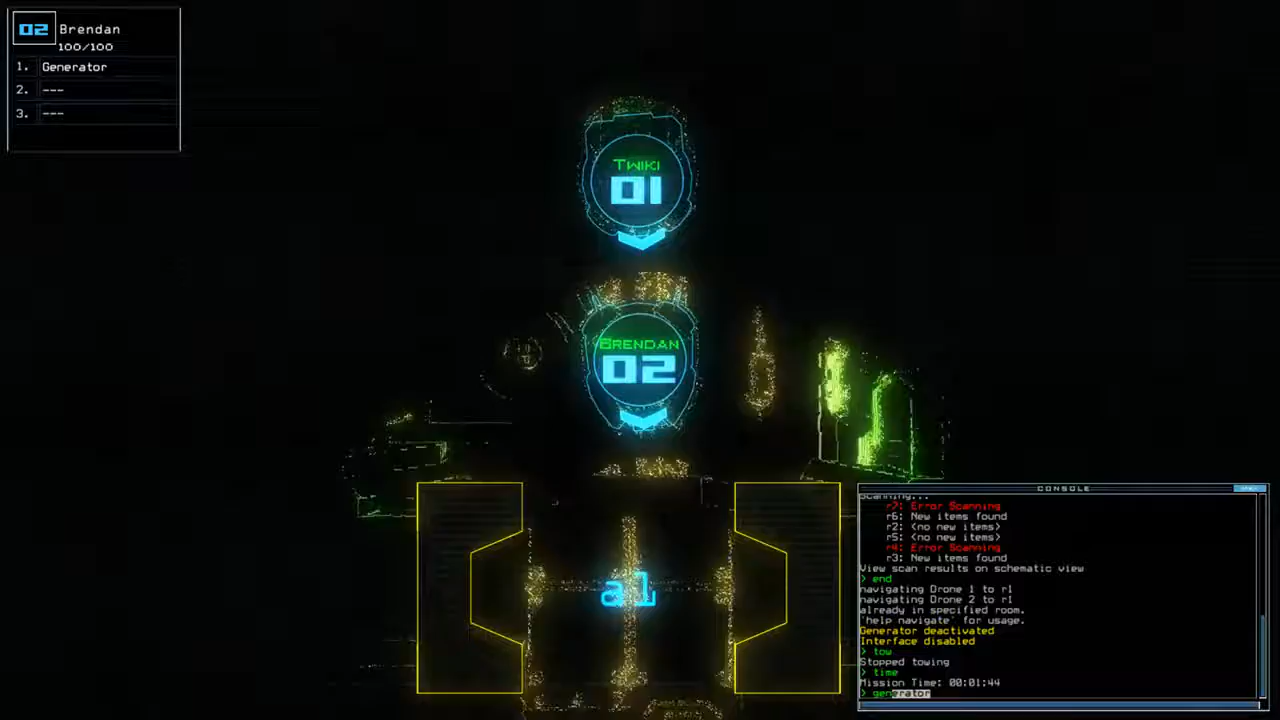 02 Brendan
100/100
1. Generator
2. ---
3. ---
TWIKI
01
BRENDAN
02
a1
CONSOLE
Scanning...
r7: Error Scanning
r6: New items found
r2: <no new items>
r5: <no new items>
r4: Error Scanning
r3: New items found
View scan results on schematic view
> end
navigating Drone 1 to r1
navigating Drone 2 to r1
already in specified room.
'help navigate' for usage.
Generator deactivated
Interface disabled
> tow
Stopped towing
> time
Mission Time: 00:01:44
> generator